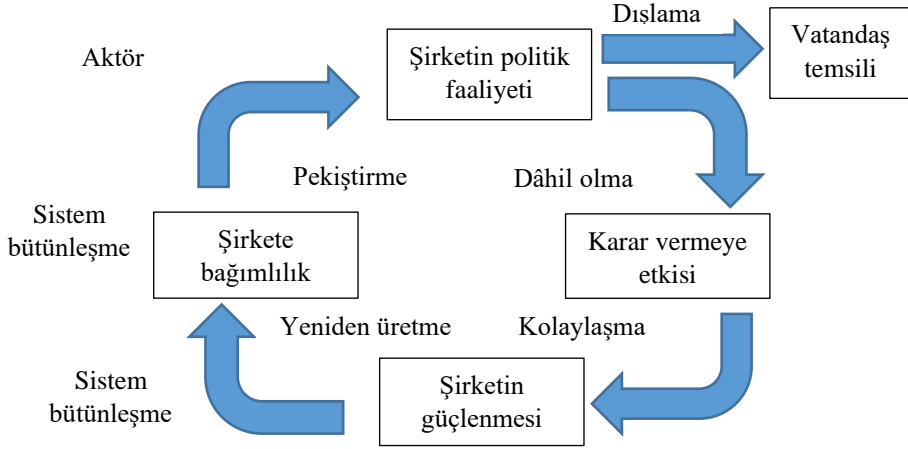 Dışlama
Aktör
Şirketin politik
faaliyeti
Vatandaş
temsili
Pekiştirme
Dâhil olma
Sistem
bütünleşme
Şirkete
bağımlılık
Karar vermeye
etkisi
Yeniden üretme
Kolaylaşma
Sistem
bütünleşme
Şirketin
güçlenmesi